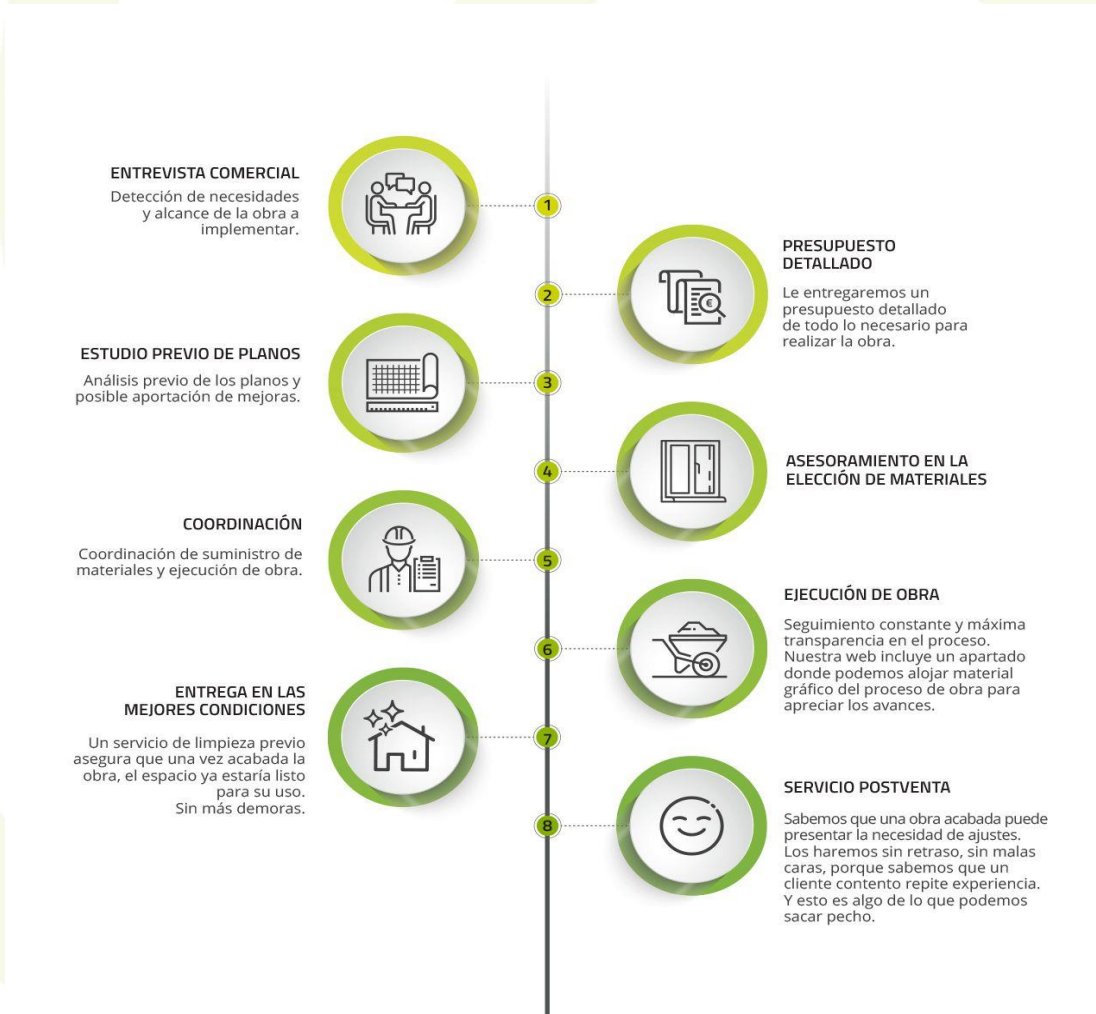 ENTREVISTA COMERCIAL
Detección de necesidades
y alcance de la obra a
implementar.
1
PRESUPUESTO
DETALLADO
Le entregaremos un
presupuesto detallado
de todo lo necesario para
realizar la obra.
2
€
ESTUDIO PREVIO DE PLANOS
Análisis previo de los planos y
posible aportación de mejoras.
3
4
ASESORAMIENTO EN LA
ELECCIÓN DE MATERIALES
COORDINACIÓN
Coordinación de suministro de
materiales y ejecución de obra.
5
EJECUCIÓN DE OBRA
Seguimiento constante y máxima
transparencia en el proceso.
Nuestra web incluye un apartado
donde podemos alojar material
gráfico del proceso de obra para
apreciar los avances.
6
ENTREGA EN LAS
MEJORES CONDICIONES
Un servicio de limpieza previo
asegura que una vez acabada la
obra, el espacio ya estaría listo
para su uso.
Sin más demoras.
7
SERVICIO POSTVENTA
Sabemos que una obra acabada puede
presentar la necesidad de ajustes.
Los haremos sin retraso, sin malas
caras, porque sabemos que un
cliente contento repite experiencia.
Y esto es algo de lo que podemos
sacar pecho.
8